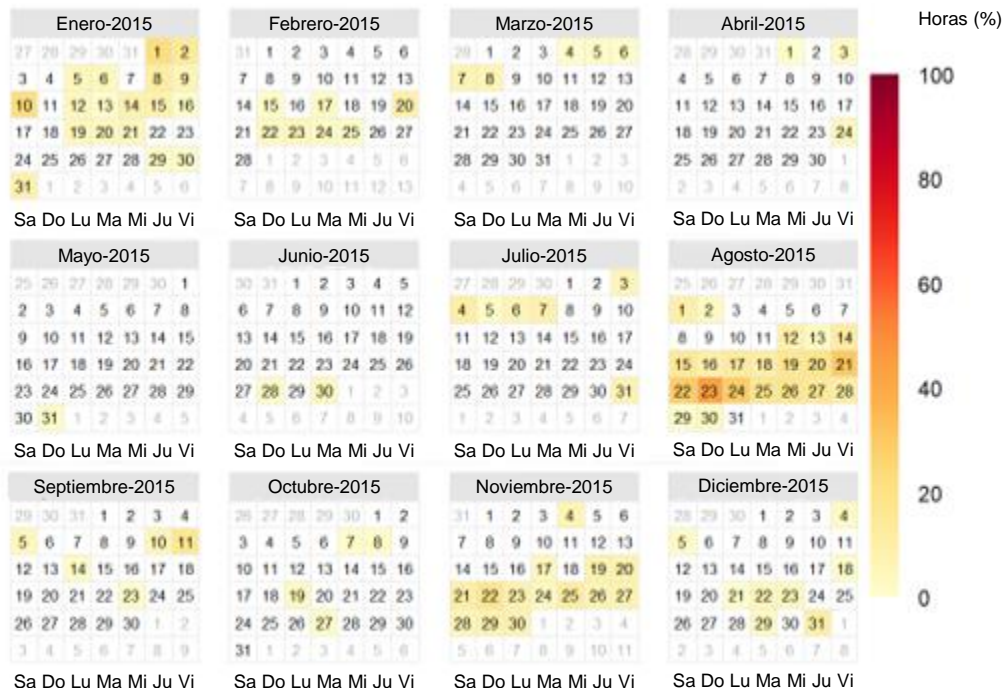 Enero-2015
27 28 29 30 31 1 2
3 4 5 6 7 8 9
10 11 12 13 14 15 16
17 18 19 20 21 22 23
24 25 26 27 28 29 30
31 1 2 3 4 5 6
Sa Do Lu Ma Mi Ju Vi
Febrero-2015
31 1 2 3 4 5 6
7 8 9 10 11 12 13
14 15 16 17 18 19 20
21 22 23 24 25 26 27
28 1 2 3 4 5 6
7 8 9 10 11 12 13
Sa Do Lu Ma Mi Ju Vi
Marzo-2015
28 1 2 3 4 5 6
7 8 9 10 11 12 13
14 15 16 17 18 19 20
21 22 23 24 25 26 27
28 29 30 31 1 2 3
4 5 6 7 8 9 10
Sa Do Lu Ma Mi Ju Vi
Abril-2015
28 29 30 31 1 2 3
4 5 6 7 8 9 10
11 12 13 14 15 16 17
18 19 20 21 22 23 24
25 26 27 28 29 30 1
2 3 4 5 6 7 8
Sa Do Lu Ma Mi Ju Vi
Horas (%)
100
80
60
40
20
0
Mayo-2015
25 26 27 28 29 30 1
2 3 4 5 6 7 8
9 10 11 12 13 14 15
16 17 18 19 20 21 22
23 24 25 26 27 28 29
30 31 1 2 3 4 5
Sa Do Lu Ma Mi Ju Vi
Junio-2015
30 31 1 2 3 4 5
6 7 8 9 10 11 12
13 14 15 16 17 18 19
20 21 22 23 24 25 26
27 28 29 30 1 2 3
4 5 6 7 8 9 10
Sa Do Lu Ma Mi Ju Vi
Julio-2015
27 28 29 30 1 2 3
4 5 6 7 8 9 10
11 12 13 14 15 16 17
18 19 20 21 22 23 24
25 26 27 28 29 30 31
1 2 3 4 5 6 7
Sa Do Lu Ma Mi Ju Vi
Agosto-2015
25 26 27 28 29 30 31
1 2 3 4 5 6 7
8 9 10 11 12 13 14
15 16 17 18 19 20 21
22 23 24 25 26 27 28
29 30 31 1 2 3 4
Sa Do Lu Ma Mi Ju Vi
Septiembre-2015
29 30 31 1 2 3 4
5 6 7 8 9 10 11
12 13 14 15 16 17 18
19 20 21 22 23 24 25
26 27 28 29 30 1 2
3 4 5 6 7 8 9
Sa Do Lu Ma Mi Ju Vi
Octubre-2015
26 27 28 29 30 1 2
3 4 5 6 7 8 9
10 11 12 13 14 15 16
17 18 19 20 21 22 23
24 25 26 27 28 29 30
31 1 2 3 4 5 6
Sa Do Lu Ma Mi Ju Vi
Noviembre-2015
31 1 2 3 4 5 6
7 8 9 10 11 12 13
14 15 16 17 18 19 20
21 22 23 24 25 26 27
28 29 30 1 2 3 4
5 6 7 8 9 10 11
Sa Do Lu Ma Mi Ju Vi
Diciembre-2015
28 29 30 1 2 3 4
5 6 7 8 9 10 11
12 13 14 15 16 17 18
19 20 21 22 23 24 25
26 27 28 29 30 31 1
2 3 4 5 6 7 8
Sa Do Lu Ma Mi Ju Vi